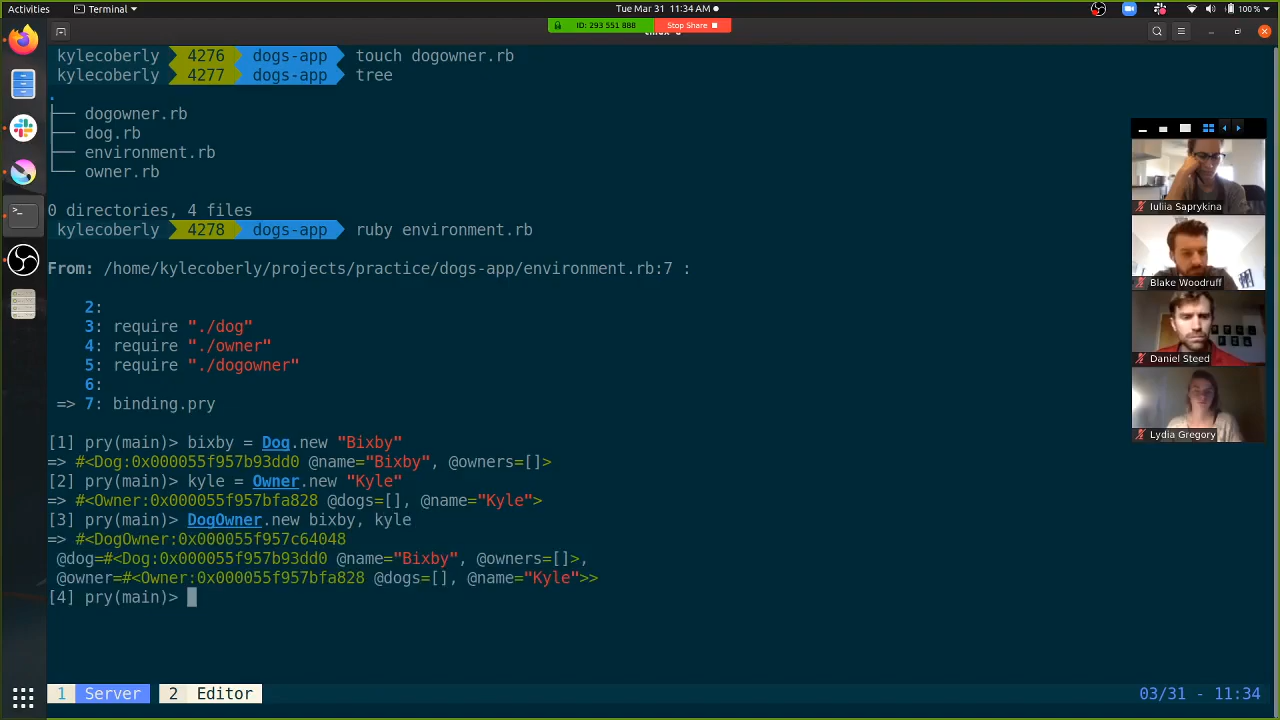 Activities
Terminal
Tue Mar 31 11:34 AM
100 %
ID: 293 551 888
Stop Share
kylecoberly 4276 dogs-app touch dogowner.rb
kylecoberly 4277 dogs-app tree
.
├── dogowner.rb
├── dog.rb
├── environment.rb
└── owner.rb
0 directories, 4 files
kylecoberly 4278 dogs-app ruby environment.rb
From: /home/kylecoberly/projects/practice/dogs-app/environment.rb:7 :
2:
3: require "./dog"
4: require "./owner"
5: require "./dogowner"
6:
=> 7: binding.pry
[1] pry(main)> bixby = Dog.new "Bixby"
=> #<Dog:0x000055f957b93dd0 @name="Bixby", @owners=[]>
[2] pry(main)> kyle = Owner.new "Kyle"
=> #<Owner:0x000055f957bfa828 @dogs=[], @name="Kyle">
[3] pry(main)> DogOwner.new bixby, kyle
=> #<DogOwner:0x000055f957c64048
@dog=#<Dog:0x000055f957b93dd0 @name="Bixby", @owners=[]>,
@owner=#<Owner:0x000055f957bfa828 @dogs=[], @name="Kyle">>
[4] pry(main)>
Iuliia Saprykina
Blake Woodruff
Daniel Steed
Lydia Gregory
1 Server 2 Editor
03/31 - 11:34